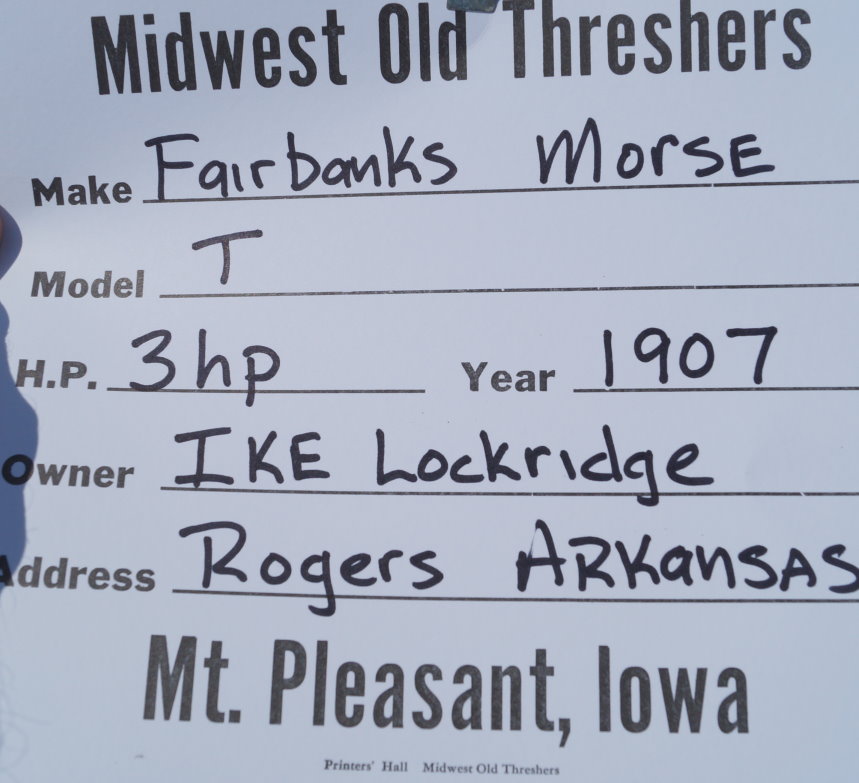 Midwest Old Threshers
Make Fairbanks MorsE
Model T
H.P. 3hp Year 1907
Owner IKE Lockridge
Address Rogers ARKansAS
Mt. Pleasant, Iowa
Printers' Hall Midwest Old Threshers